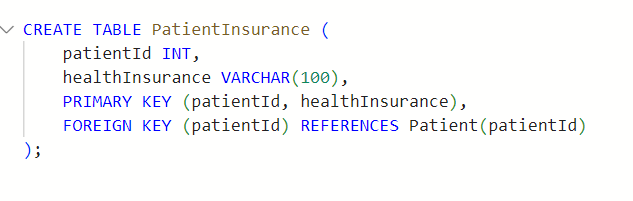 CREATE TABLE PatientInsurance (
    patientId INT,
    healthInsurance VARCHAR(100),
    PRIMARY KEY (patientId, healthInsurance),
    FOREIGN KEY (patientId) REFERENCES Patient(patientId)
);